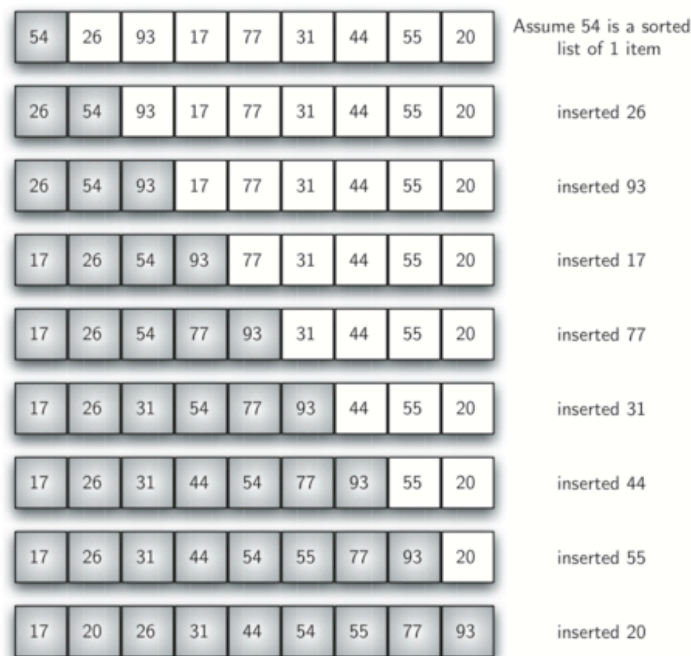 54 26 93 17 77 31 44 55 20 Assume 54 is a sorted
list of 1 item
26 54 93 17 77 31 44 55 20 inserted 26
26 54 93 17 77 31 44 55 20 inserted 93
17 26 54 93 77 31 44 55 20 inserted 17
17 26 54 77 93 31 44 55 20 inserted 77
17 26 31 54 77 93 44 55 20 inserted 31
17 26 31 44 54 77 93 55 20 inserted 44
17 26 31 44 54 55 77 93 20 inserted 55
17 20 26 31 44 54 55 77 93 inserted 20